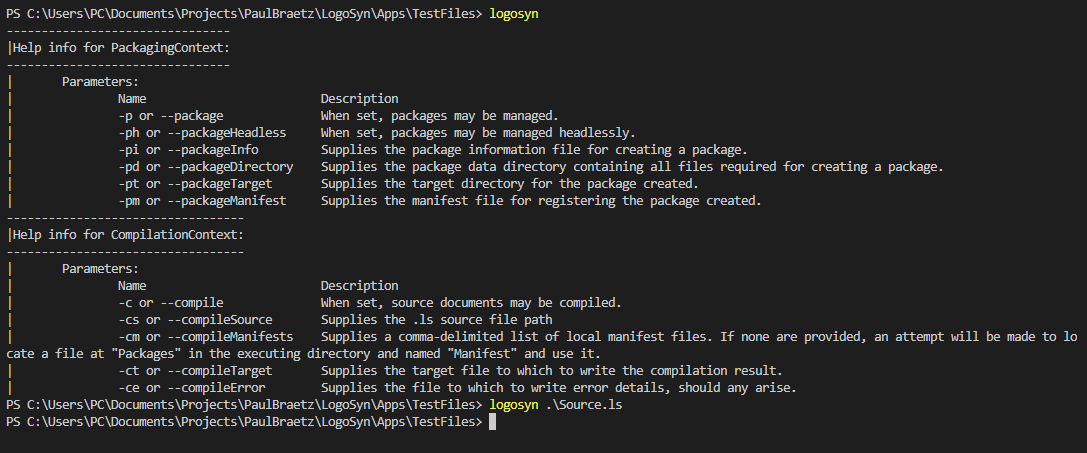 PS C:\Users\PC\Documents\Projects\PaulBraetz\LogoSyn\Apps\TestFiles> logosyn
--------------------------------
|Help info for PackagingContext:
--------------------------------
|       Parameters:
|               Name                         Description
|               -p or --package              When set, packages may be managed.
|               -ph or --packageHeadless     When set, packages may be managed headlessly.
|               -pi or --packageInfo         Supplies the package information file for creating a package.
|               -pd or --packageDirectory    Supplies the package data directory containing all files required for creating a package.
|               -pt or --packageTarget       Supplies the target directory for the package created.
|               -pm or --packageManifest     Supplies the manifest file for registering the package created.
----------------------------------
|Help info for CompilationContext:
----------------------------------
|       Parameters:
|               Name                         Description
|               -c or --compile              When set, source documents may be compiled.
|               -cs or --compileSource       Supplies the .ls source file path
|               -cm or --compileManifests    Supplies a comma-delimited list of local manifest files. If none are provided, an attempt will be made to lo
cate a file at "Packages" in the executing directory and named "Manifest" and use it.
|               -ct or --compileTarget       Supplies the target file to which to write the compilation result.
|               -ce or --compileError        Supplies the file to which to write error details, should any arise.
PS C:\Users\PC\Documents\Projects\PaulBraetz\LogoSyn\Apps\TestFiles> logosyn .\Source.ls
PS C:\Users\PC\Documents\Projects\PaulBraetz\LogoSyn\Apps\TestFiles>